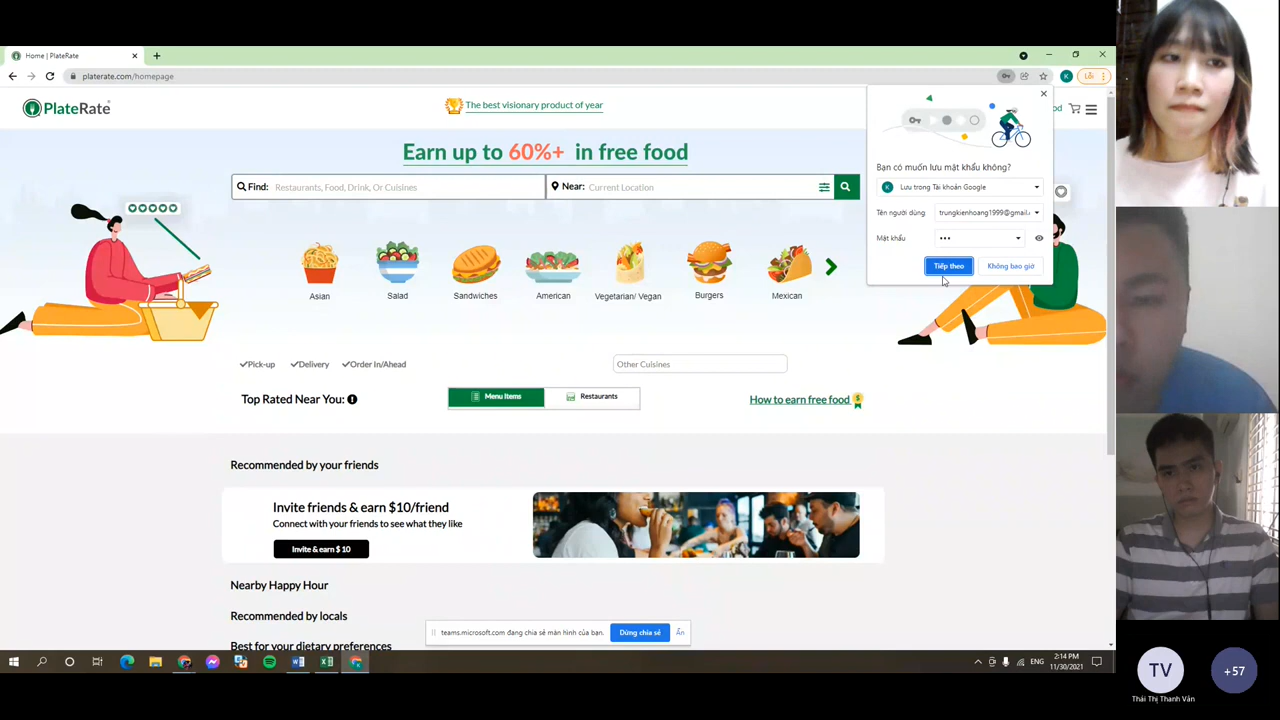 Home | PlateRate
platerate.com/homepage
K
Lỗi
PlateRate
The best visionary product of year
Earn up to 60%+ in free food
Find: Restaurants, Food, Drink, Or Cuisines
Near: Current Location
Bạn có muốn lưu mật khẩu không?
K Lưu trong Tài khoản Google
Tên người dùng trungkienhoang1999@gmail.
Mật khẩu •••
Tiếp theo
Không bao giờ
Asian
Salad
Sandwiches
American
Vegetarian/ Vegan
Burgers
Mexican
Pick-up
Delivery
Order In/Ahead
Other Cuisines
Top Rated Near You:
Menu Items
Restaurants
How to earn free food
Recommended by your friends
Invite friends & earn $10/friend
Connect with your friends to see what they like
Invite & earn $ 10
Nearby Happy Hour
Recommended by locals
Best for your dietary preferences
teams.microsoft.com đang chia sẻ màn hình của bạn.
Dừng chia sẻ
Ẩn
ENG
2:14 PM
11/30/2021
TV
+57
Thái Thị Thanh Vân